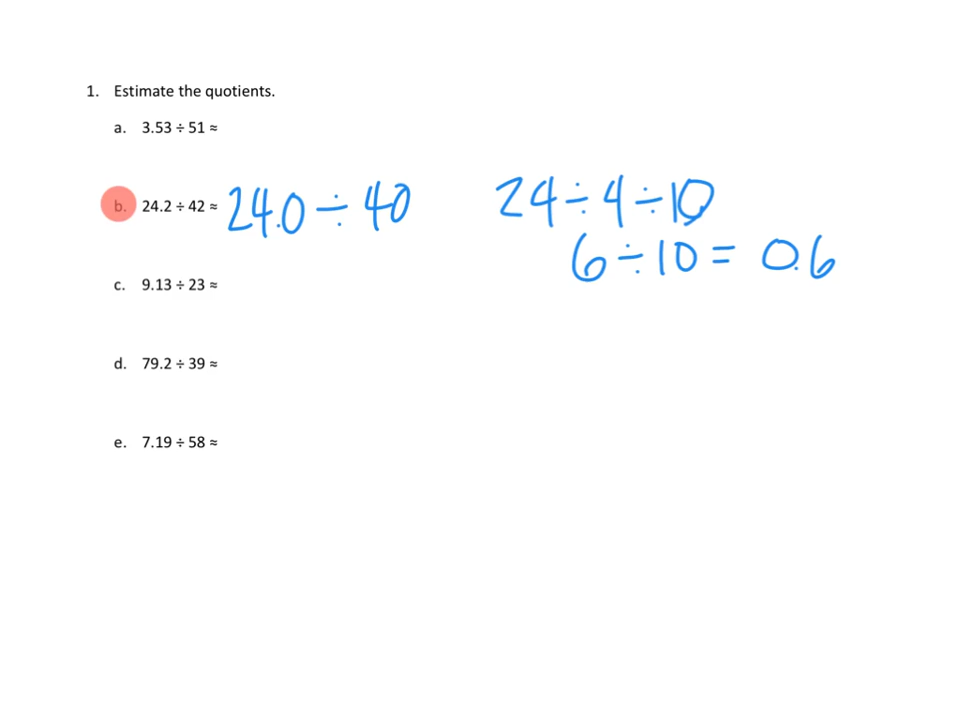 1. Estimate the quotients.
a. 3.53 ÷ 51 ≈
b. 24.2 ÷ 42 ≈ 24.0 ÷ 40 24 ÷ 4 ÷ 10
6 ÷ 10 = 0.6
c. 9.13 ÷ 23 ≈
d. 79.2 ÷ 39 ≈
e. 7.19 ÷ 58 ≈